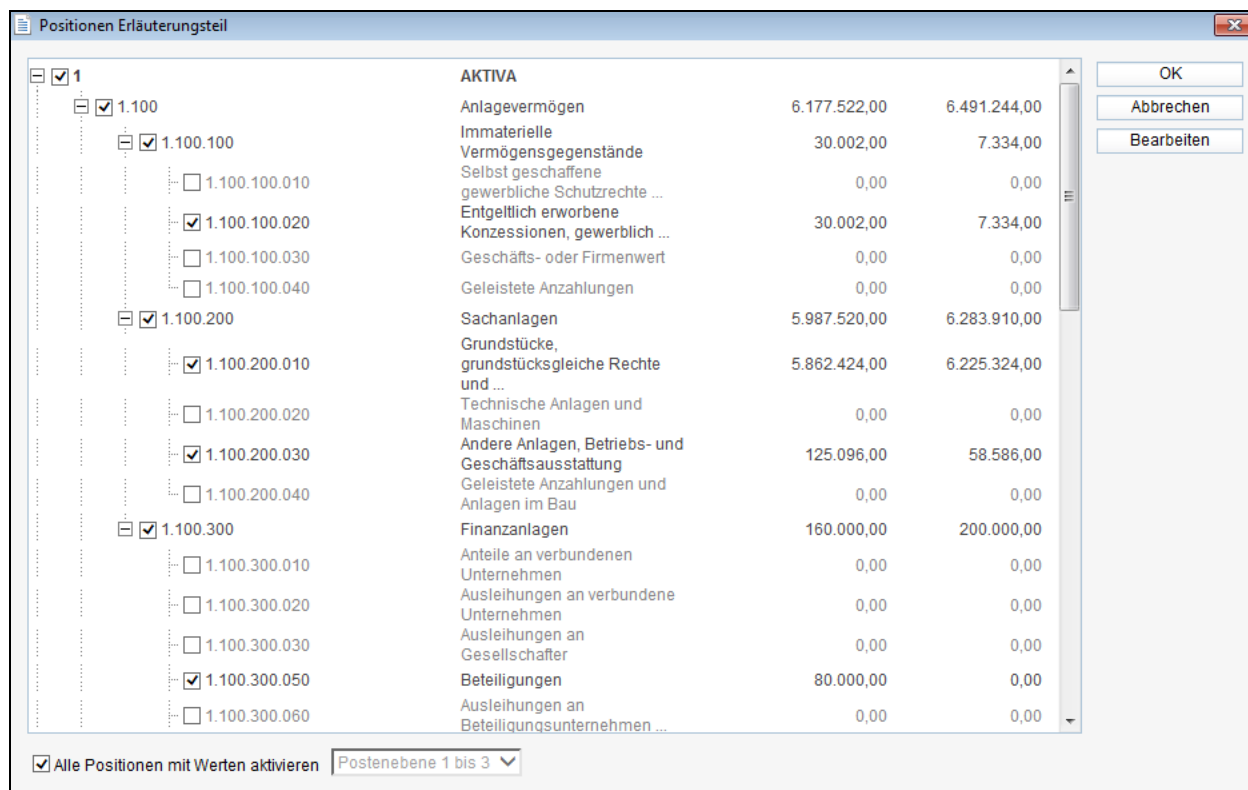 Positionen Erläuterungsteil
1 AKTIVA
OK
1.100 Anlagevermögen 6.177.522,00 6.491.244,00
Abbrechen
1.100.100 Immaterielle
Vermögensgegenstände 30.002,00 7.334,00
Bearbeiten
1.100.100.010 Selbst geschaffene
gewerbliche Schutzrechte ... 0,00 0,00
1.100.100.020 Entgeltlich erworbene
Konzessionen, gewerblich ... 30.002,00 7.334,00
1.100.100.030 Geschäfts- oder Firmenwert 0,00 0,00
1.100.100.040 Geleistete Anzahlungen 0,00 0,00
1.100.200 Sachanlagen 5.987.520,00 6.283.910,00
Grundstücke,
1.100.200.010 grundstücksgleiche Rechte 5.862.424,00 6.225.324,00
und ...
1.100.200.020 Technische Anlagen und
Maschinen 0,00 0,00
1.100.200.030 Andere Anlagen, Betriebs- und
Geschäftsausstattung 125.096,00 58.586,00
1.100.200.040 Geleistete Anzahlungen und
Anlagen im Bau 0,00 0,00
1.100.300 Finanzanlagen 160.000,00 200.000,00
1.100.300.010 Anteile an verbundenen
Unternehmen 0,00 0,00
1.100.300.020 Ausleihungen an verbundene
Unternehmen 0,00 0,00
1.100.300.030 Ausleihungen an
Gesellschafter 0,00 0,00
1.100.300.050 Beteiligungen 80.000,00 0,00
1.100.300.060 Ausleihungen an
Beteiligungsunternehmen ... 0,00 0,00
Alle Positionen mit Werten aktivieren Postenebene 1 bis 3